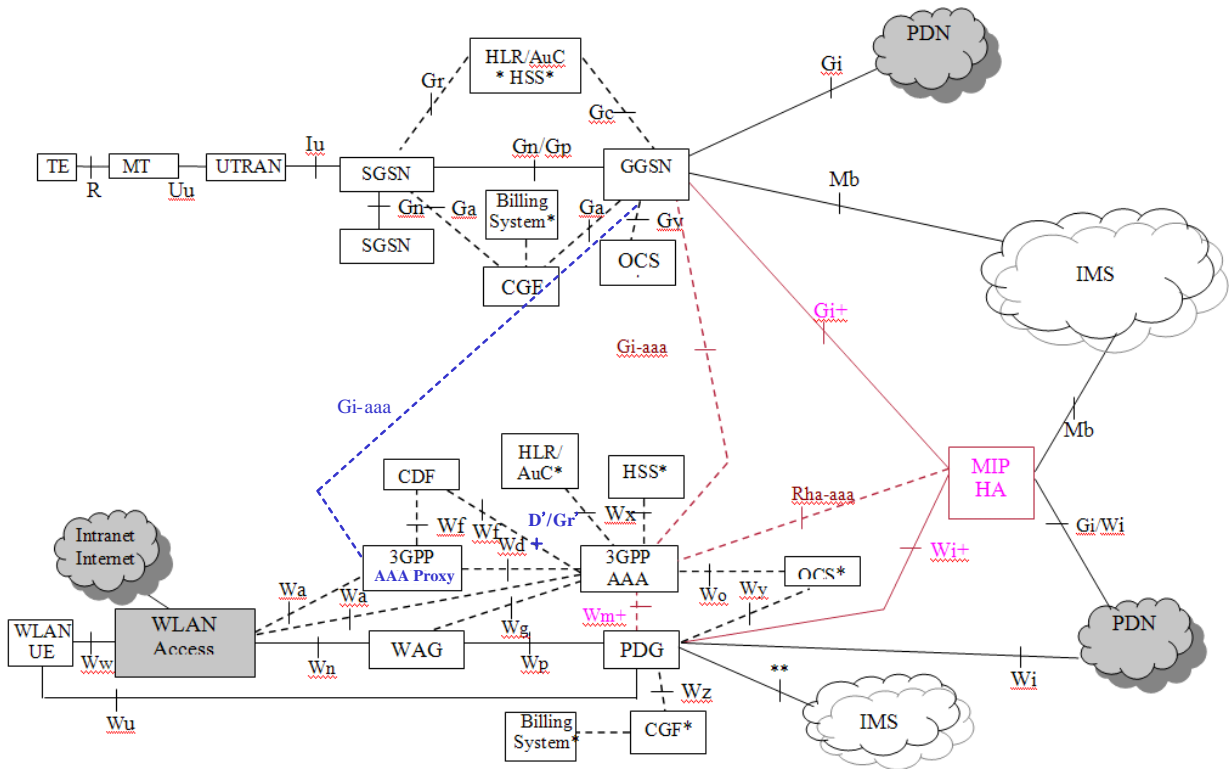 PDN
HLR/AuC
* HSS*
Gi
Gr
Gc
Iu
Gn/Gp
TE
MT
UTRAN
SGSN
GGSN
R
Uu
Mb
Gn
Ga
Billing
System*
Ga
Gv
SGSN
OCS
CGF
IMS
Gi+
Gi-aaa
Gi-aaa
Mb
HLR/
AuC*
HSS*
CDF
MIP
HA
Rha-aaa
D'/Gr'
Wx
Wf
Wf
Gi/Wi
Intranet
Internet
Wd
3GPP
AAA Proxy
3GPP
AAA
Wi+
OCS*
Wa
Wa
Wo
Wy
Wm+
WLAN
UE
WLAN
Access
Wg
WAG
PDG
PDN
Ww
Wn
Wp
**
Wi
Wz
Wu
Billing
System*
CGF*
IMS